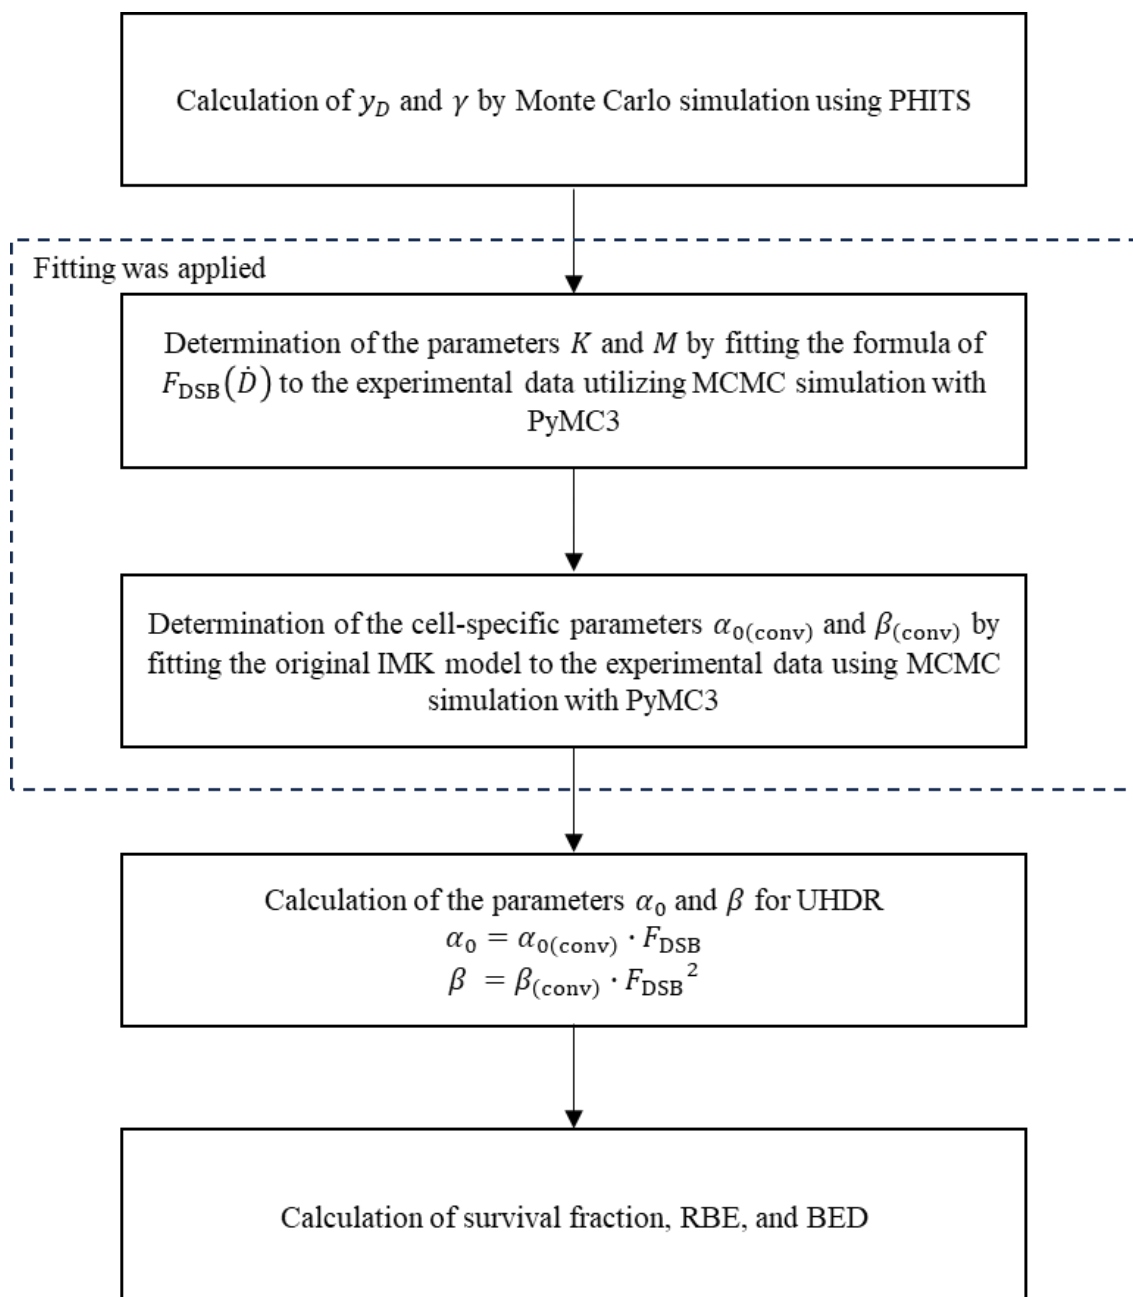 Calculation of y_D and γ by Monte Carlo simulation using PHITS
Fitting was applied
Determination of the parameters K and M by fitting the formula of
F_DSB(Ḋ) to the experimental data utilizing MCMC simulation with
PyMC3
Determination of the cell-specific parameters α_0(conv) and β_(conv) by
fitting the original IMK model to the experimental data using MCMC
simulation with PyMC3
Calculation of the parameters α_0 and β for UHDR
α_0 = α_0(conv) · F_DSB
β = β_(conv) · F_DSB^2
Calculation of survival fraction, RBE, and BED